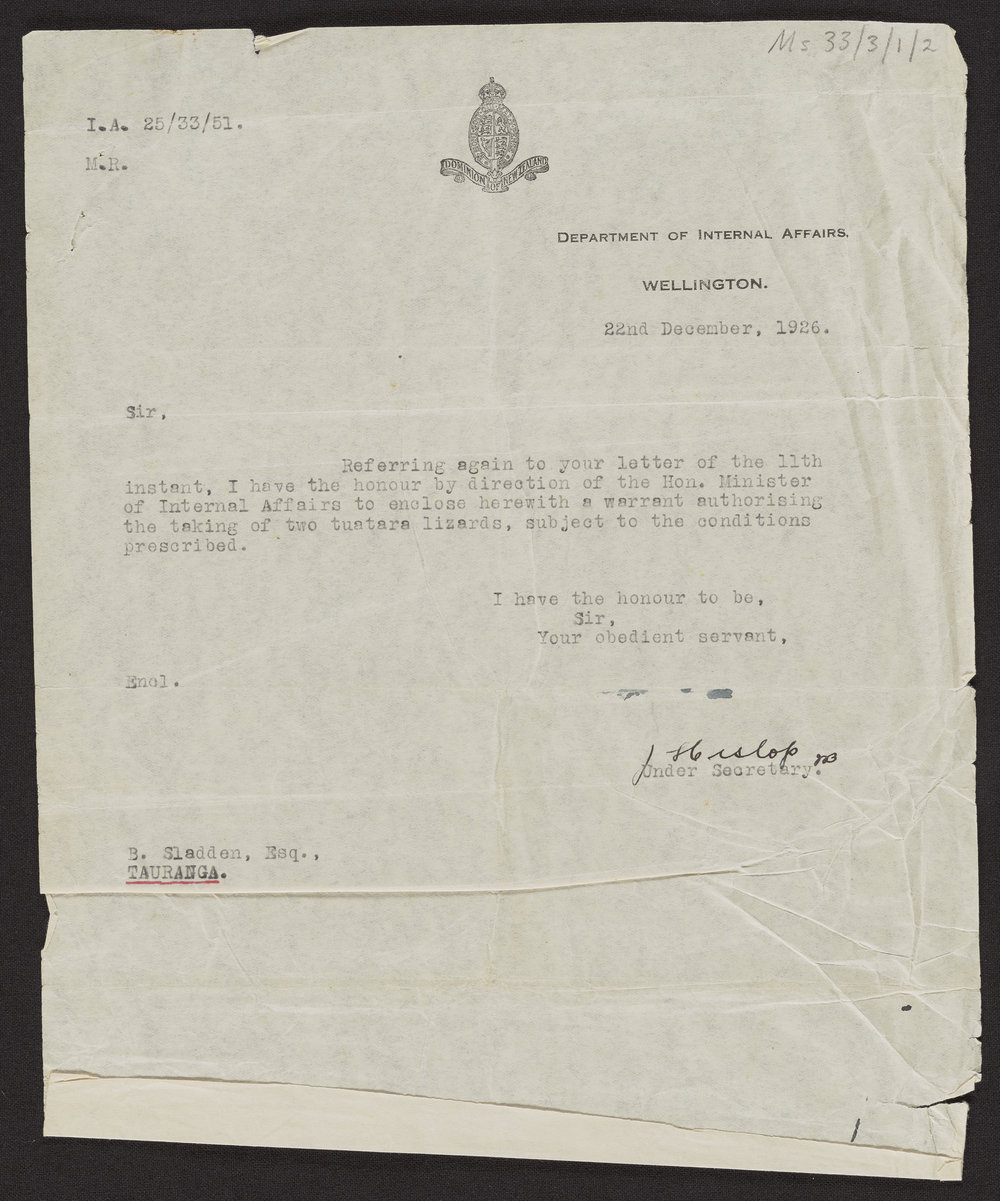 Ms 33/3/1/2
I.A. 25/33/51.
M.R.
DOMINION OF NEW ZEALAND
DEPARTMENT OF INTERNAL AFFAIRS.
WELLINGTON.
22nd December, 1926.
Sir,
Referring again to your letter of the 11th
instant, I have the honour by direction of the Hon. Minister
of Internal Affairs to enclose herewith a warrant authorising
the taking of two tuatara lizards, subject to the conditions
prescribed.
I have the honour to be,
Sir,
Your obedient servant,
Encl.
J Hislop
Under Secretary.
B. Sladden, Esq.,
TAURANGA.